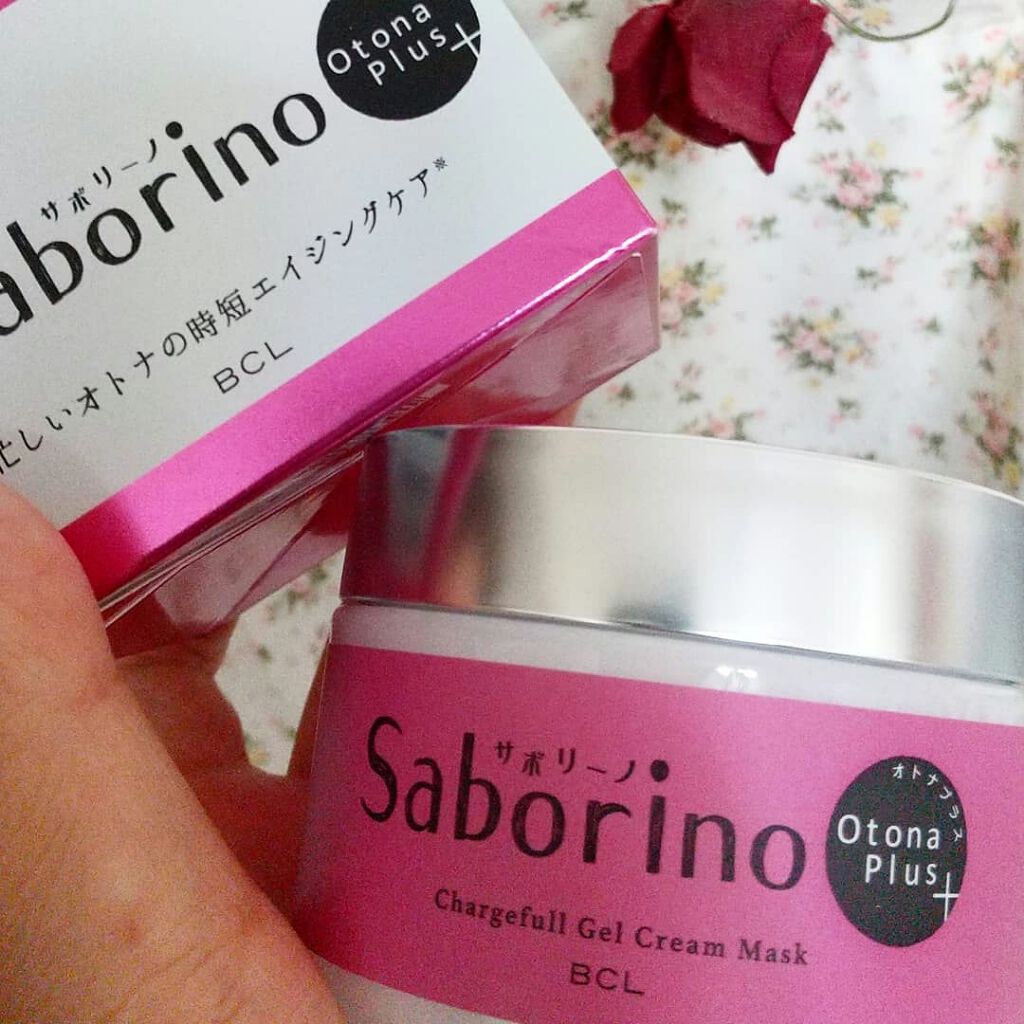 Otona
Plus+
サボリーノ
aborino
忙しいオトナの時短エイジングケア※
BCL
サボリーノ
Saborino
オトナプラス
Otona
Plus+
Chargefull Gel Cream Mask
BCL